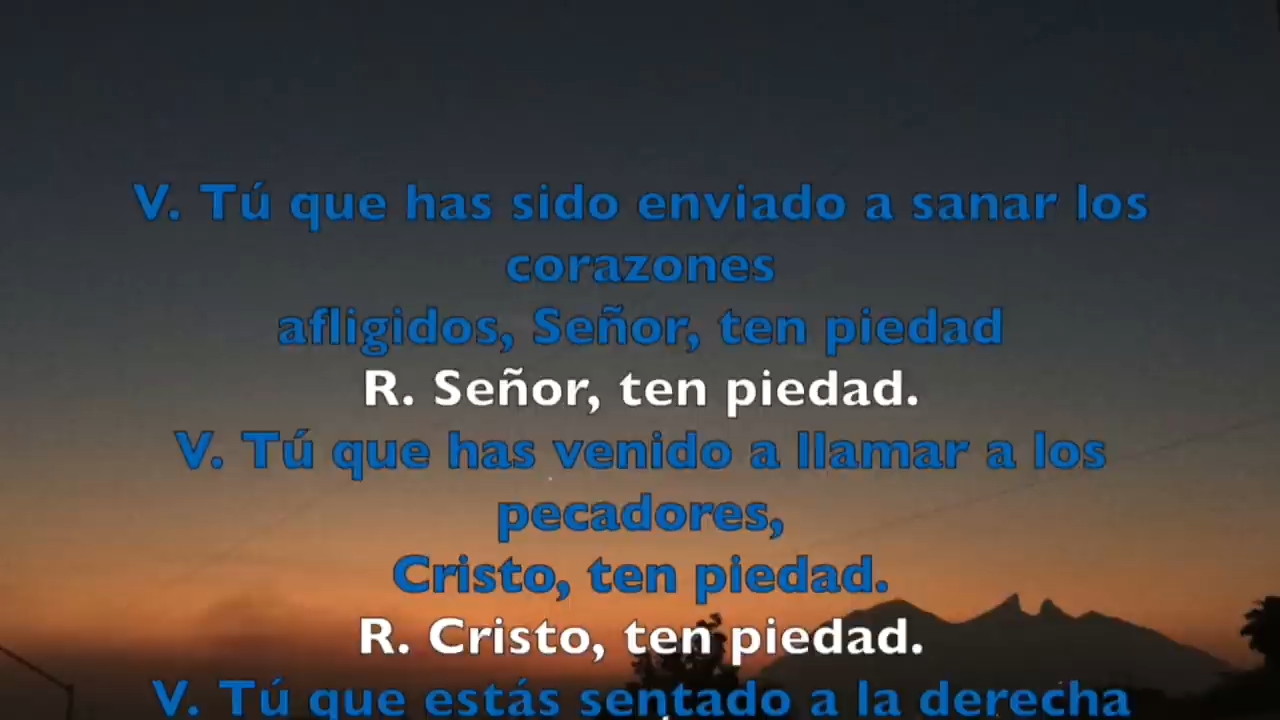 V. Tú que has sido enviado a sanar los
corazones
afligidos, Señor, ten piedad
R. Señor, ten piedad.
V. Tú que has venido a llamar a los
pecadores,
Cristo, ten piedad.
R. Cristo, ten piedad.
V. Tú que estás sentado a la derecha